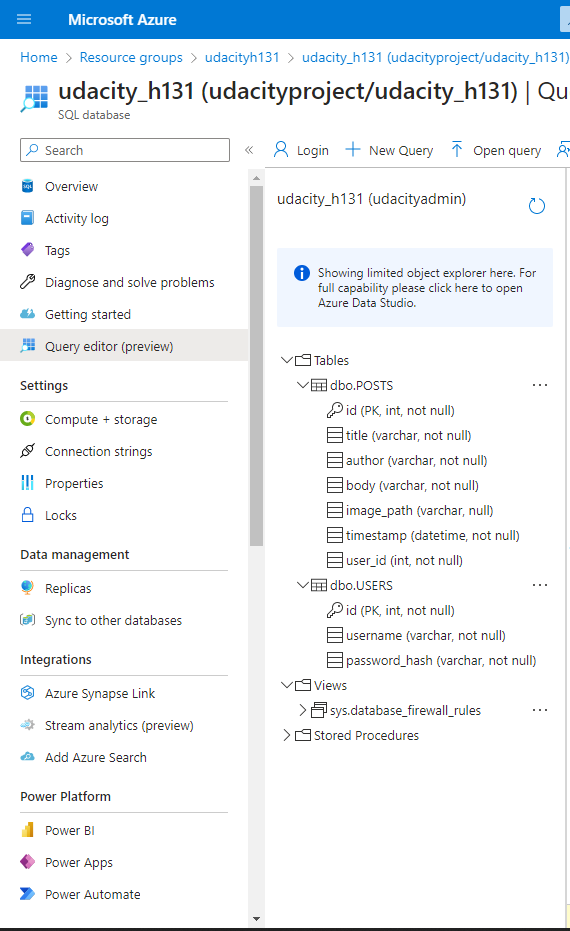 Microsoft Azure
Home > Resource groups > udacityh131 > udacity_h131 (udacityproject/udacity_h131)
udacity_h131 (udacityproject/udacity_h131) | Qu
SQL database
Search
«
Login
New Query
Open query
Overview
Activity log
Tags
Diagnose and solve problems
Getting started
Query editor (preview)
Settings
Compute + storage
Connection strings
Properties
Locks
Data management
Replicas
Sync to other databases
Integrations
Azure Synapse Link
Stream analytics (preview)
Add Azure Search
Power Platform
Power BI
Power Apps
Power Automate
udacity_h131 (udacityadmin)
Showing limited object explorer here. For
full capability please click here to open
Azure Data Studio.
Tables
dbo.POSTS
...
id (PK, int, not null)
title (varchar, not null)
author (varchar, not null)
body (varchar, not null)
image_path (varchar, null)
timestamp (datetime, not null)
user_id (int, not null)
dbo.USERS
...
id (PK, int, not null)
username (varchar, not null)
password_hash (varchar, not null)
Views
sys.database_firewall_rules
...
Stored Procedures